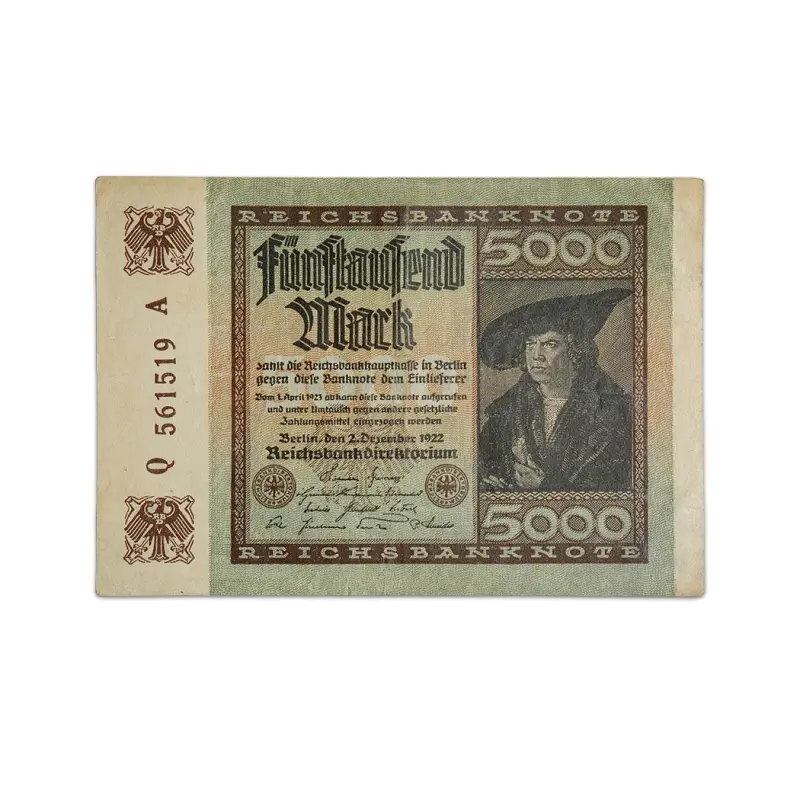 REICHSBANKNOTE
Fünftausend
Mark
zahlt die Reichsbankhauptkasse in Berlin
gegen diese Banknote dem Einlieferer
Vom 1. April 1923 ab kann diese Banknote aufgerufen
und unter Umtausch gegen andere gesetzliche
Zahlungsmittel eingezogen werden
Berlin, den 2. Dezember 1922
Reichsbankdirektorium
5000
5000
REICHSBANKNOTE
Q 561519 A